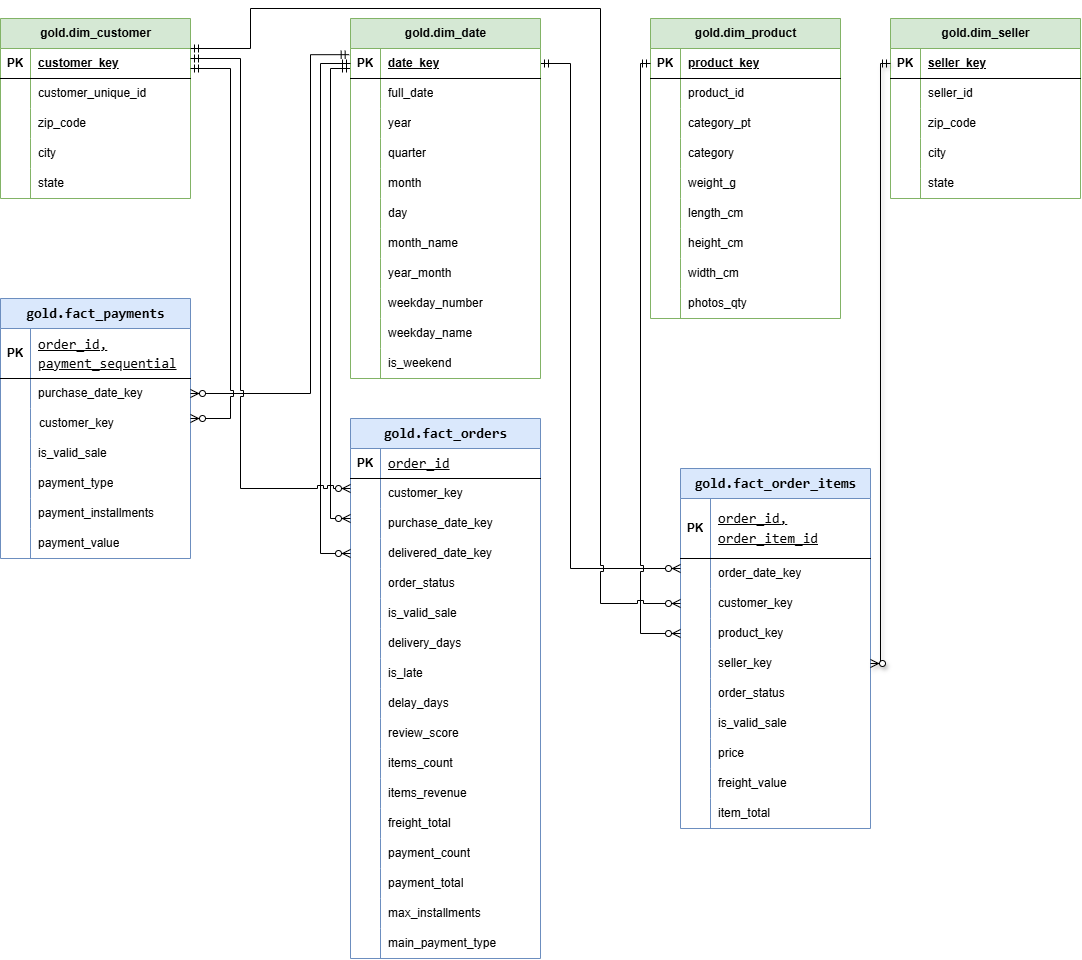 gold.dim_customer
PK customer_key
customer_unique_id
zip_code
city
state
gold.dim_date
PK date_key
full_date
year
quarter
month
day
month_name
year_month
weekday_number
weekday_name
is_weekend
gold.dim_product
PK product_key
product_id
category_pt
category
weight_g
length_cm
height_cm
width_cm
photos_qty
gold.dim_seller
PK seller_key
seller_id
zip_code
city
state
gold.fact_payments
PK order_id,
payment_sequential
purchase_date_key
customer_key
is_valid_sale
payment_type
payment_installments
payment_value
gold.fact_orders
PK order_id
customer_key
purchase_date_key
delivered_date_key
order_status
is_valid_sale
delivery_days
is_late
delay_days
review_score
items_count
items_revenue
freight_total
payment_count
payment_total
max_installments
main_payment_type
gold.fact_order_items
PK order_id,
order_item_id
order_date_key
customer_key
product_key
seller_key
order_status
is_valid_sale
price
freight_value
item_total